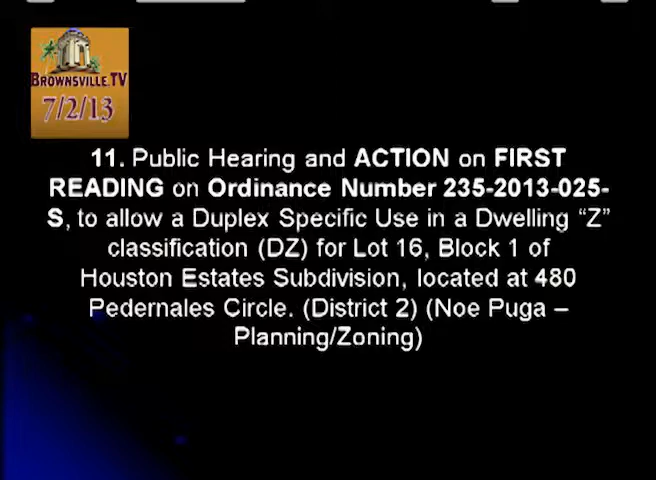 BROWNSVILLE.TV
7/2/13
11. Public Hearing and ACTION on FIRST
READING on Ordinance Number 235-2013-025-
S, to allow a Duplex Specific Use in a Dwelling “Z”
classification (DZ) for Lot 16, Block 1 of
Houston Estates Subdivision, located at 480
Pedernales Circle. (District 2) (Noe Puga –
Planning/Zoning)